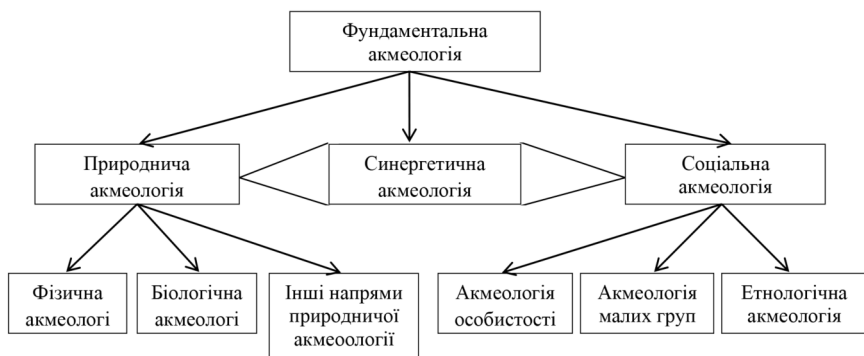 Фундаментальна
акмеологія
Природнича
акмеологія
Синергетична
акмеологія
Соціальна
акмеологія
Фізична
акмеологі
Біологічна
акмеологі
Інші напрями
природничої
акмеоології
Акмеологія
особистості
Акмеологія
малих груп
Етнологічна
акмеологія